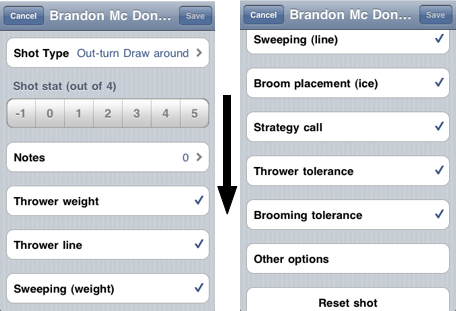 Cancel Brandon Mc Don... Save
Shot Type Out-turn Draw around
Shot stat (out of 4)
-1 0 1 2 3 4 5
Notes 0
Thrower weight
Thrower line
Sweeping (weight)
Cancel Brandon Mc Don... Save
Sweeping (line)
Broom placement (ice)
Strategy call
Thrower tolerance
Brooming tolerance
Other options
Reset shot